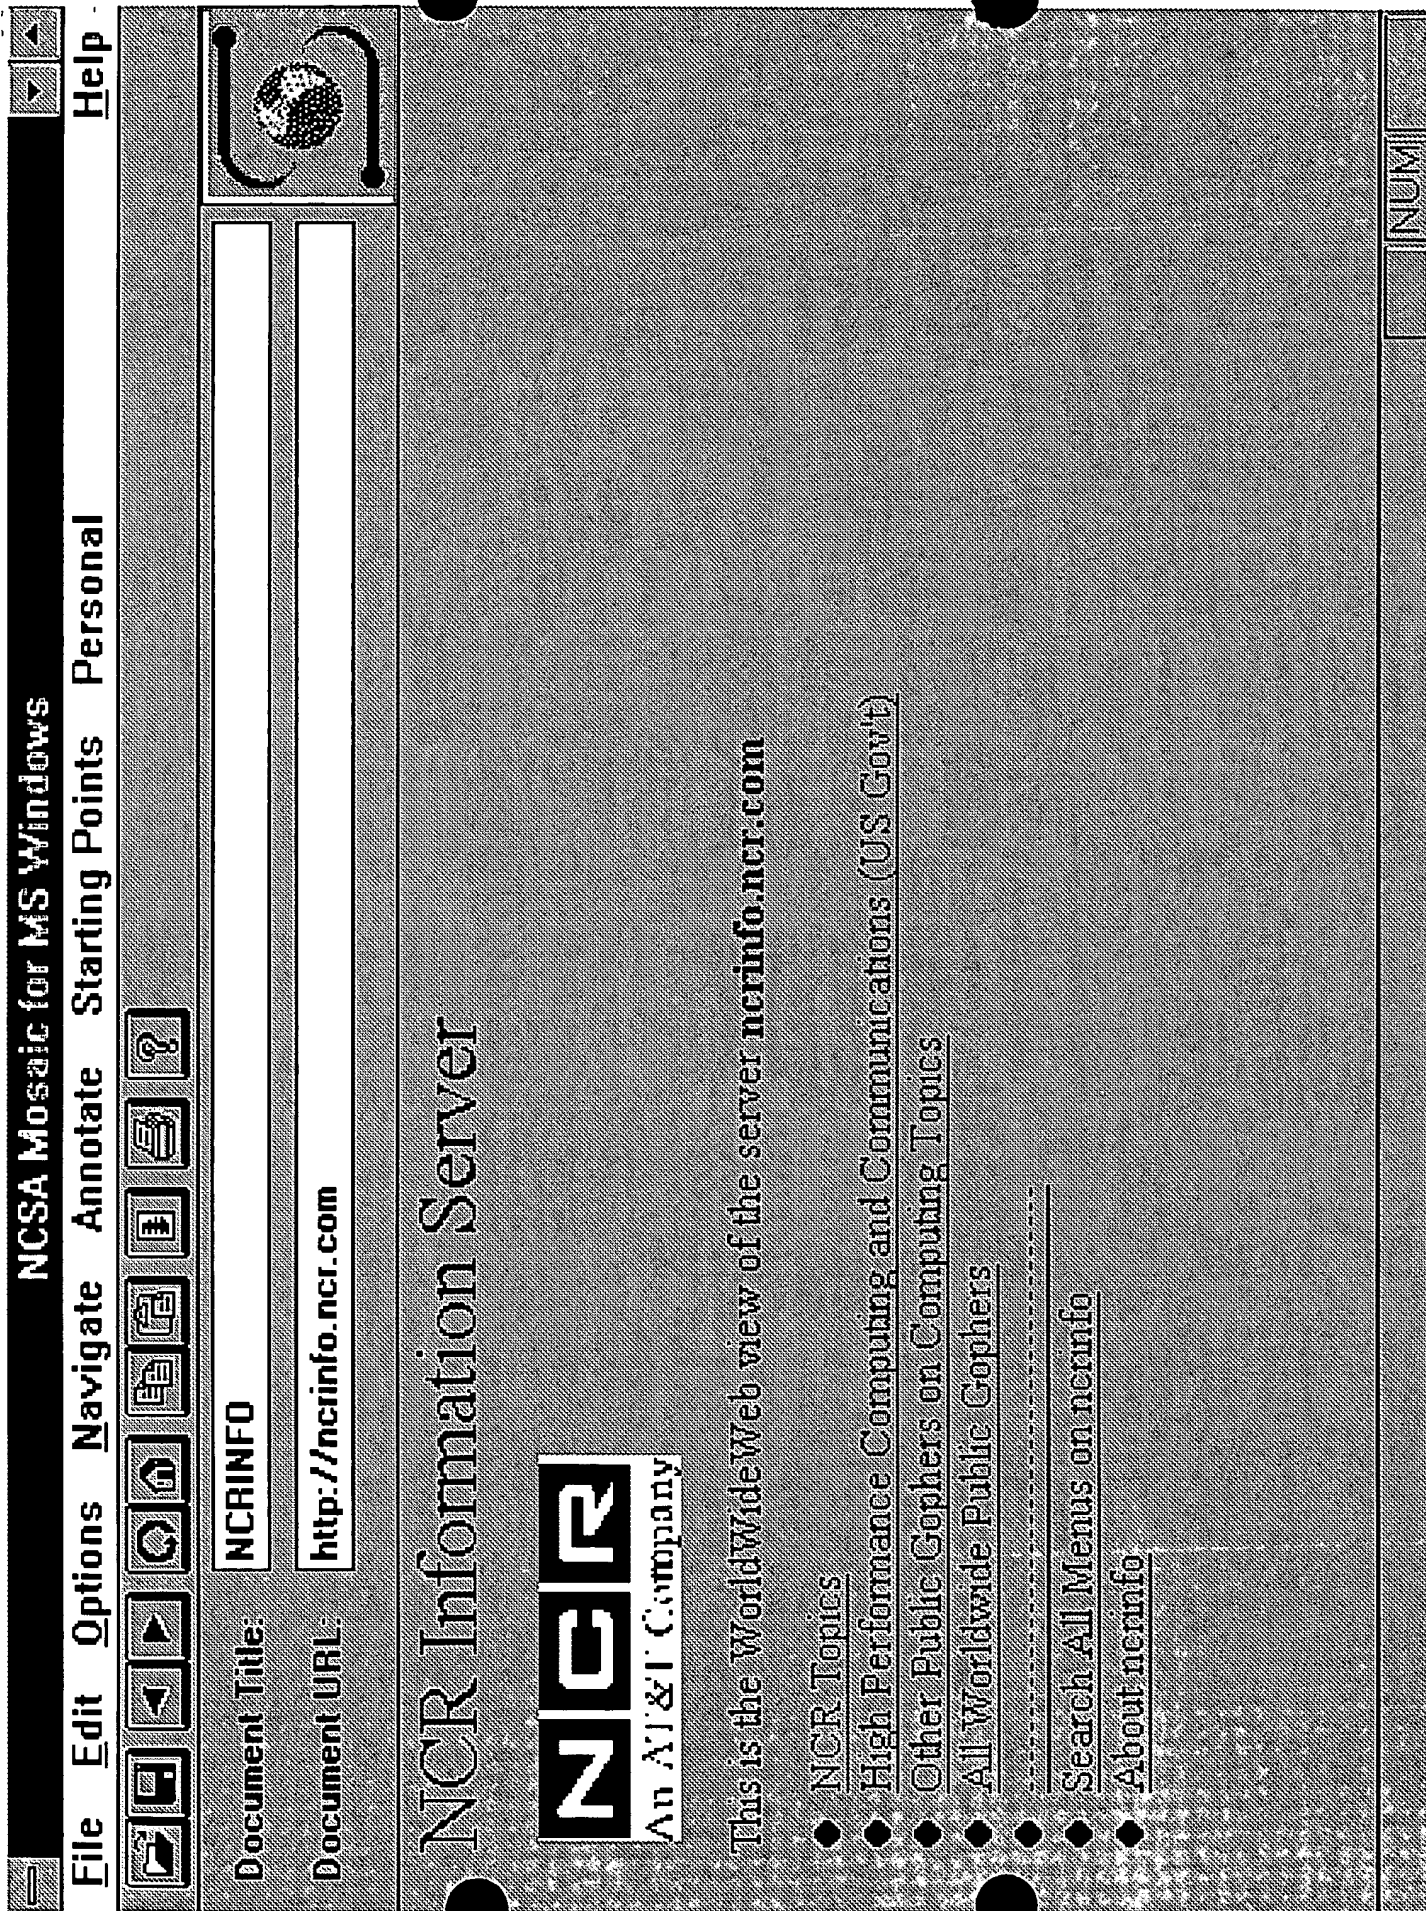 NCSA Mosaic for MS Windows
File Edit Options Navigate Annotate Starting Points Personal Help
Document Title: NCRINFO
Document URL: http://ncrinfo.ncr.com
NCR Information Server
NCR
An AT&T Company
This is the WorldWideWeb view of the server ncrinfo.ncr.com
NCR Topics
High Performance Computing and Communications (US Gov't)
Other Public Gophers on Computing Topics
All Worldwide Public Gophers
Search All Menus on ncrinfo
About ncrinfo
NUM